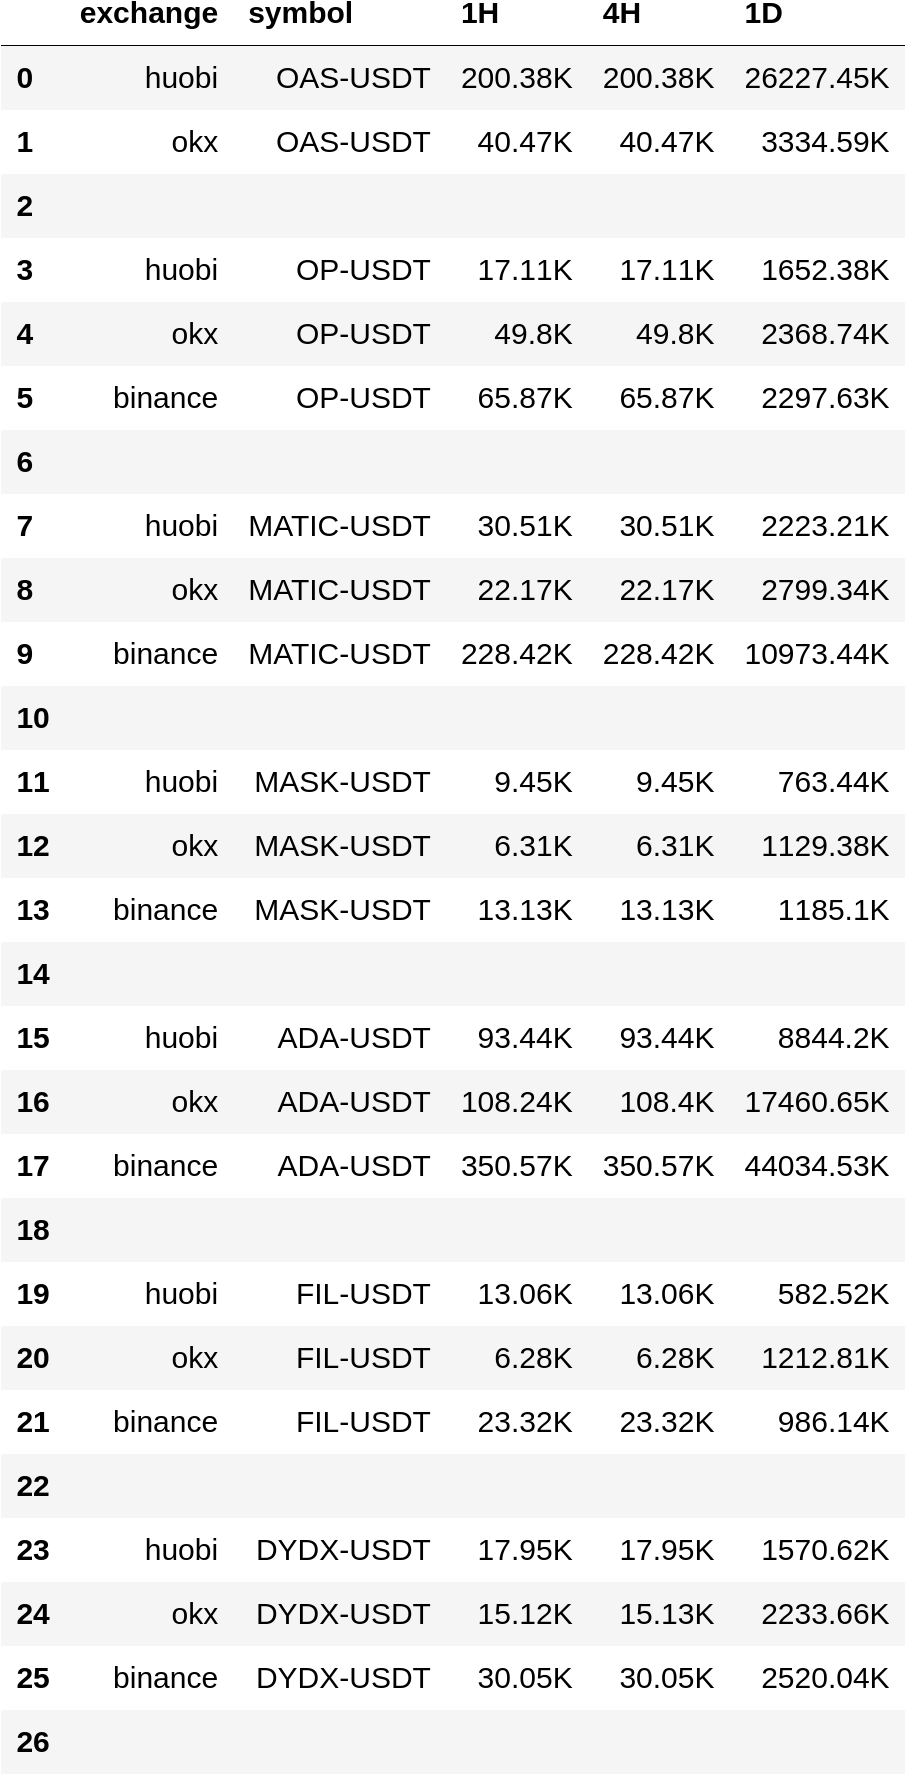 exchange symbol 1H 4H 1D
0 huobi OAS-USDT 200.38K 200.38K 26227.45K
1 okx OAS-USDT 40.47K 40.47K 3334.59K
2
3 huobi OP-USDT 17.11K 17.11K 1652.38K
4 okx OP-USDT 49.8K 49.8K 2368.74K
5 binance OP-USDT 65.87K 65.87K 2297.63K
6
7 huobi MATIC-USDT 30.51K 30.51K 2223.21K
8 okx MATIC-USDT 22.17K 22.17K 2799.34K
9 binance MATIC-USDT 228.42K 228.42K 10973.44K
10
11 huobi MASK-USDT 9.45K 9.45K 763.44K
12 okx MASK-USDT 6.31K 6.31K 1129.38K
13 binance MASK-USDT 13.13K 13.13K 1185.1K
14
15 huobi ADA-USDT 93.44K 93.44K 8844.2K
16 okx ADA-USDT 108.24K 108.4K 17460.65K
17 binance ADA-USDT 350.57K 350.57K 44034.53K
18
19 huobi FIL-USDT 13.06K 13.06K 582.52K
20 okx FIL-USDT 6.28K 6.28K 1212.81K
21 binance FIL-USDT 23.32K 23.32K 986.14K
22
23 huobi DYDX-USDT 17.95K 17.95K 1570.62K
24 okx DYDX-USDT 15.12K 15.13K 2233.66K
25 binance DYDX-USDT 30.05K 30.05K 2520.04K
26